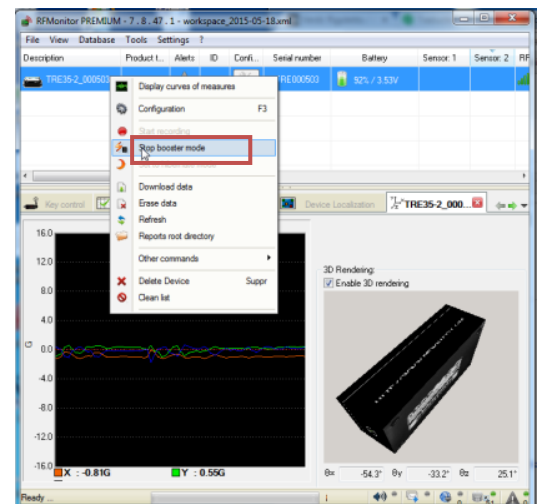 RFMonitor PREMIUM - 7 . 8 . 47 . 1 - workspace_2015-05-18.xml
File View Database Tools Settings ?
Description Product t... Alerts ID Confi... Serial number Battery Sensor: 1 Sensor: 2 RF
TRE35-2_000503 TRE000503 92% / 3.53V
Display curves of measures
Configuration F3
Start recording
Stop booster mode
Download data
Erase data
Refresh
Reports root directory
Other commands
Delete Device Suppr
Clean list
Key control Device Localization TRE35-2_000...
16.0
12.0
8.0
4.0
G 0.0
-4.0
-8.0
-12.0
-16.0
X : -0.81G Y : 0.55G
3D Rendering:
Enable 3D rendering
θx -54.3° θy -33.2° θz 25.1°
Ready ...